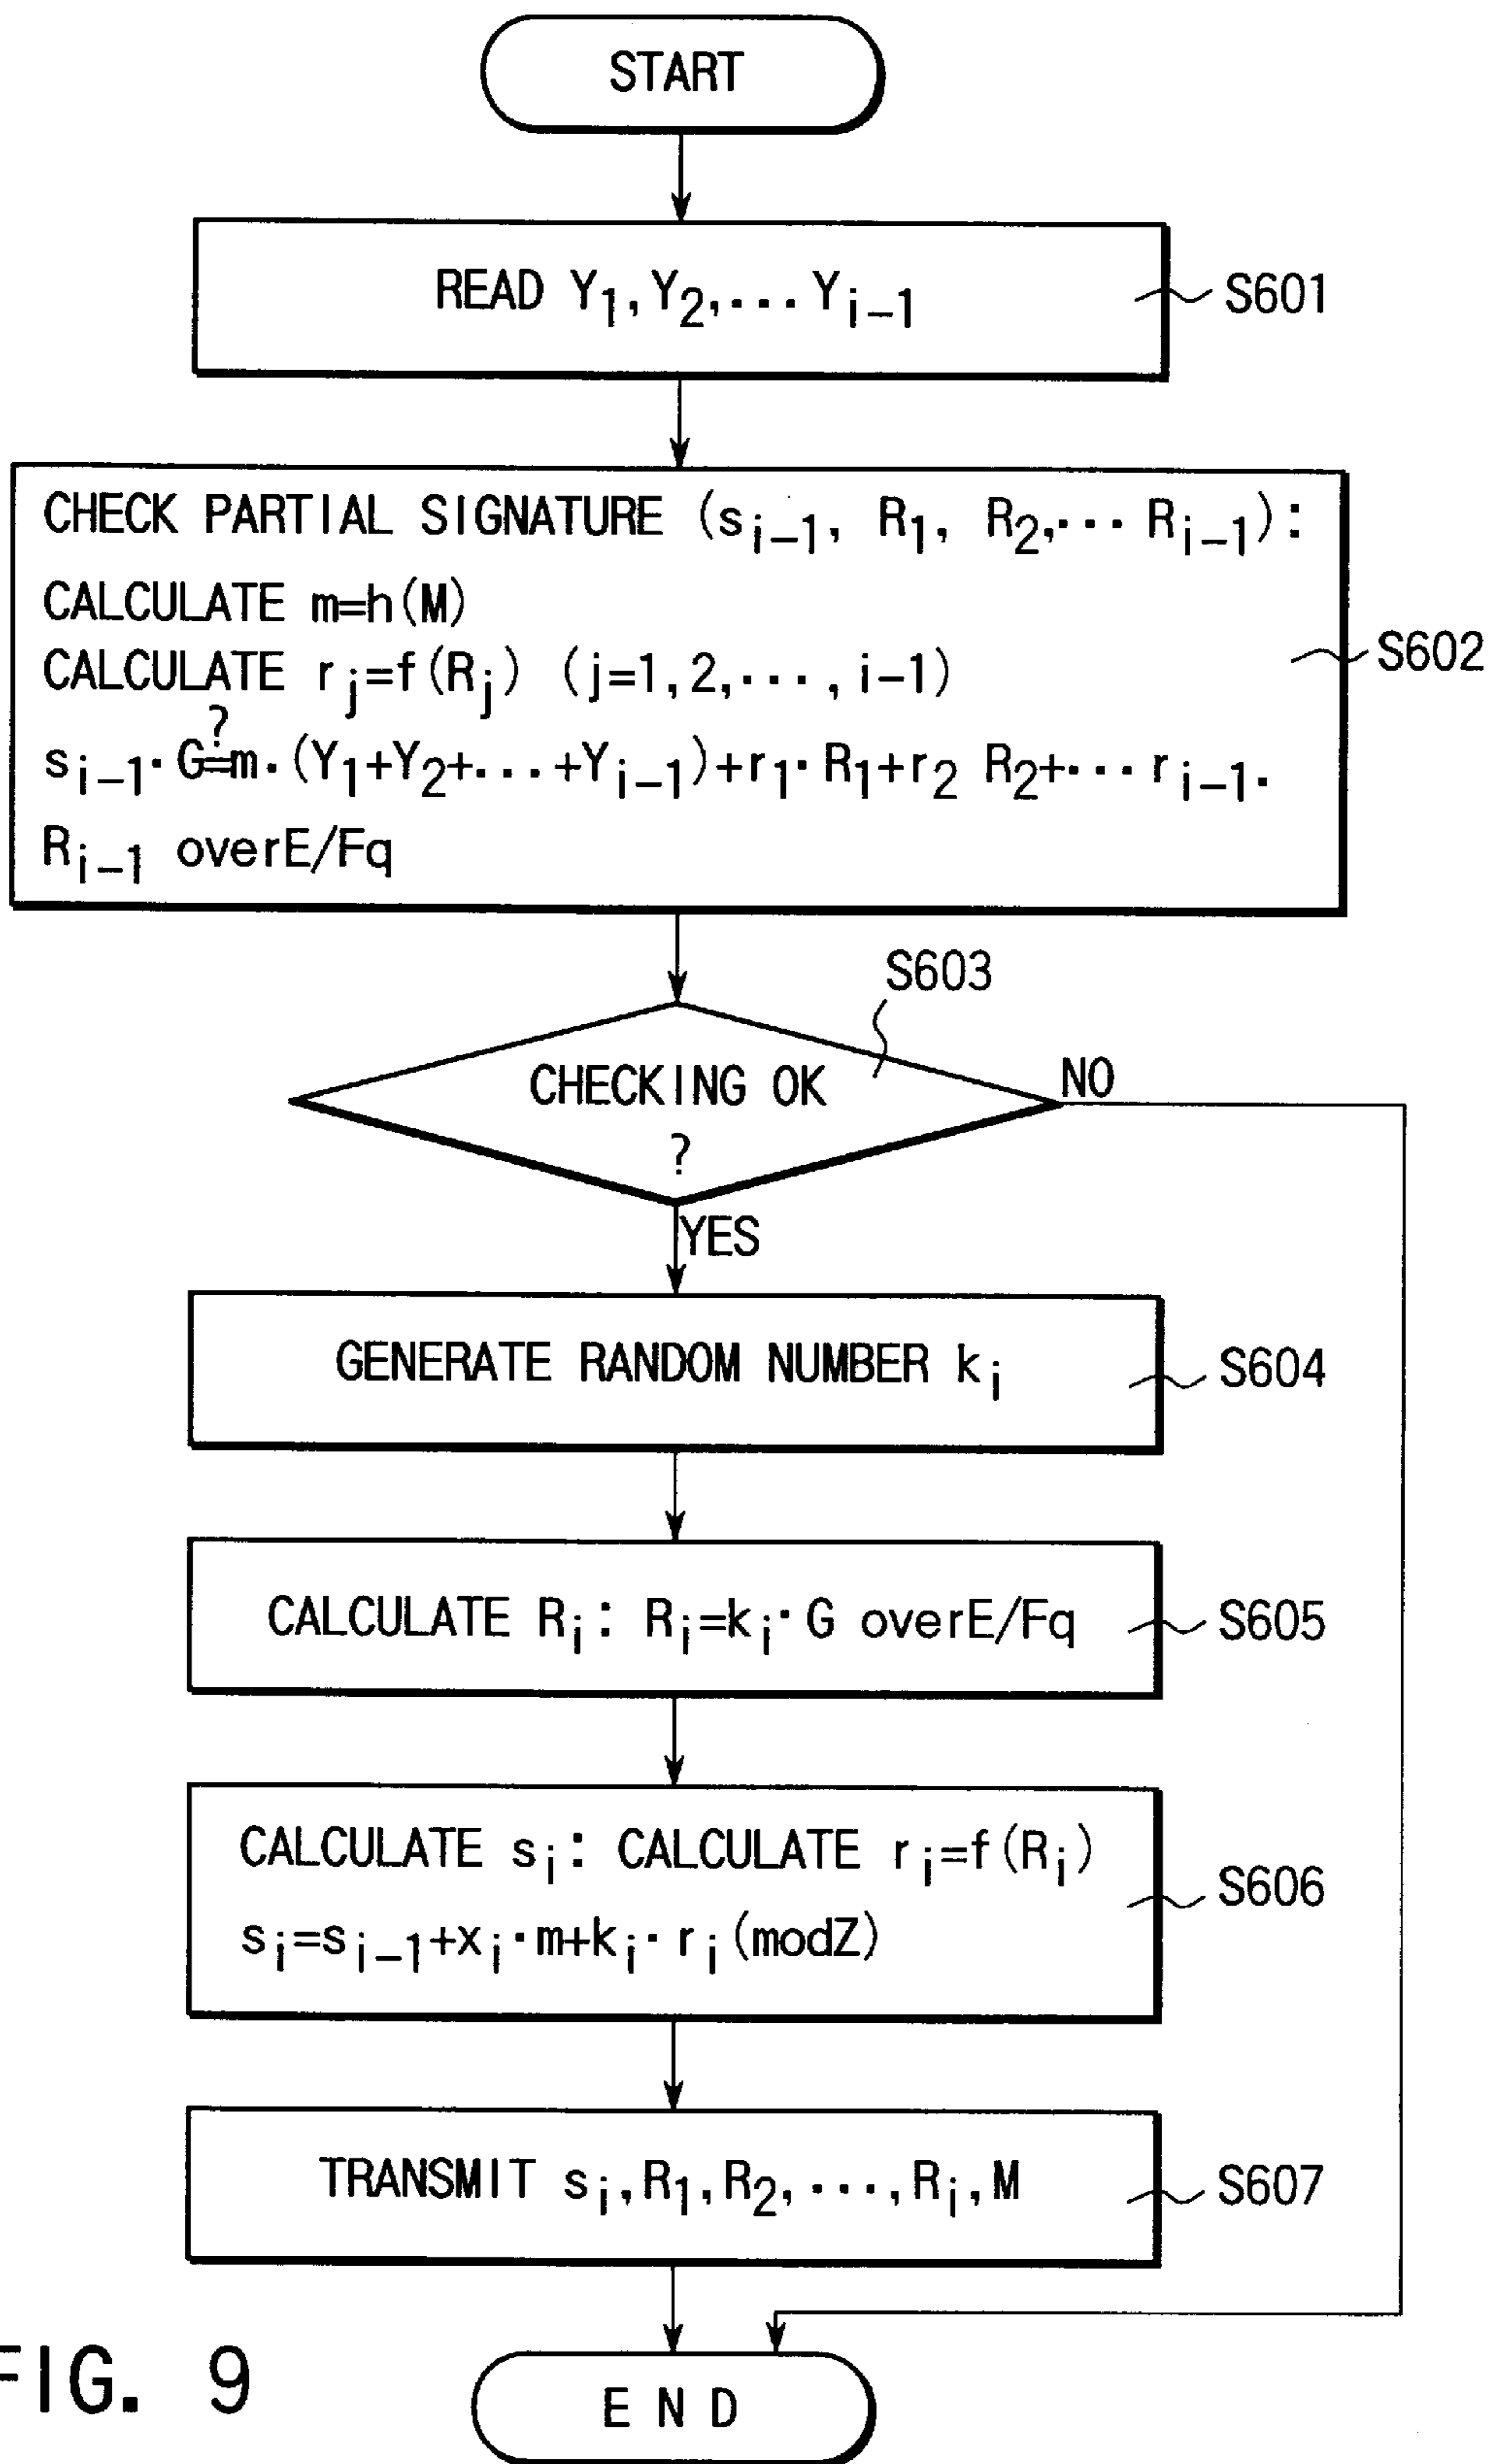 START
READ Y₁, Y₂, ... Yᵢ₋₁
S601
CHECK PARTIAL SIGNATURE (sᵢ₋₁, R₁, R₂, ... Rᵢ₋₁):
CALCULATE m=h(M)
CALCULATE rⱼ=f(Rⱼ) (j=1, 2, ..., i-1)
?
sᵢ₋₁· G=m· (Y₁+Y₂+...+Yᵢ₋₁)+r₁· R₁+r₂ R₂+... rᵢ₋₁·
Rᵢ₋₁ overE/Fq
S602
S603
CHECKING OK
?
NO
YES
GENERATE RANDOM NUMBER kᵢ
S604
CALCULATE Rᵢ: Rᵢ=kᵢ· G overE/Fq
S605
CALCULATE sᵢ: CALCULATE rᵢ=f(Rᵢ)
sᵢ=sᵢ₋₁+xᵢ·m+kᵢ· rᵢ (modZ)
S606
TRANSMIT sᵢ, R₁, R₂, ..., Rᵢ, M
S607
END
FIG. 9